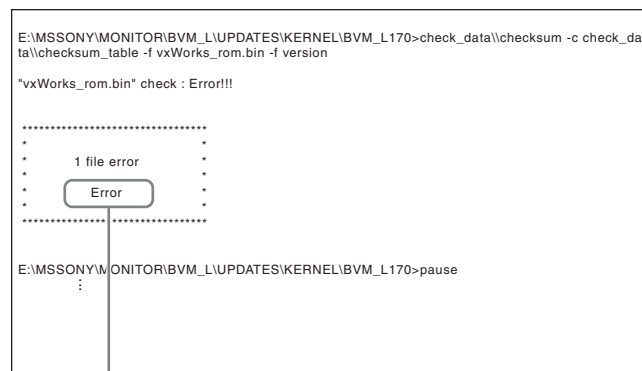 E:\MSSONY\MONITOR\BVM_L\UPDATES\KERNEL\BVM_L170>check_data\\checksum -c check_da
ta\\checksum_table -f vxWorks_rom.bin -f version
"vxWorks_rom.bin" check : Error!!!
*********************************
* *
* 1 file error *
* *
* Error *
* *
*********************************
E:\MSSONY\MONITOR\BVM_L\UPDATES\KERNEL\BVM_L170>pause
⋮